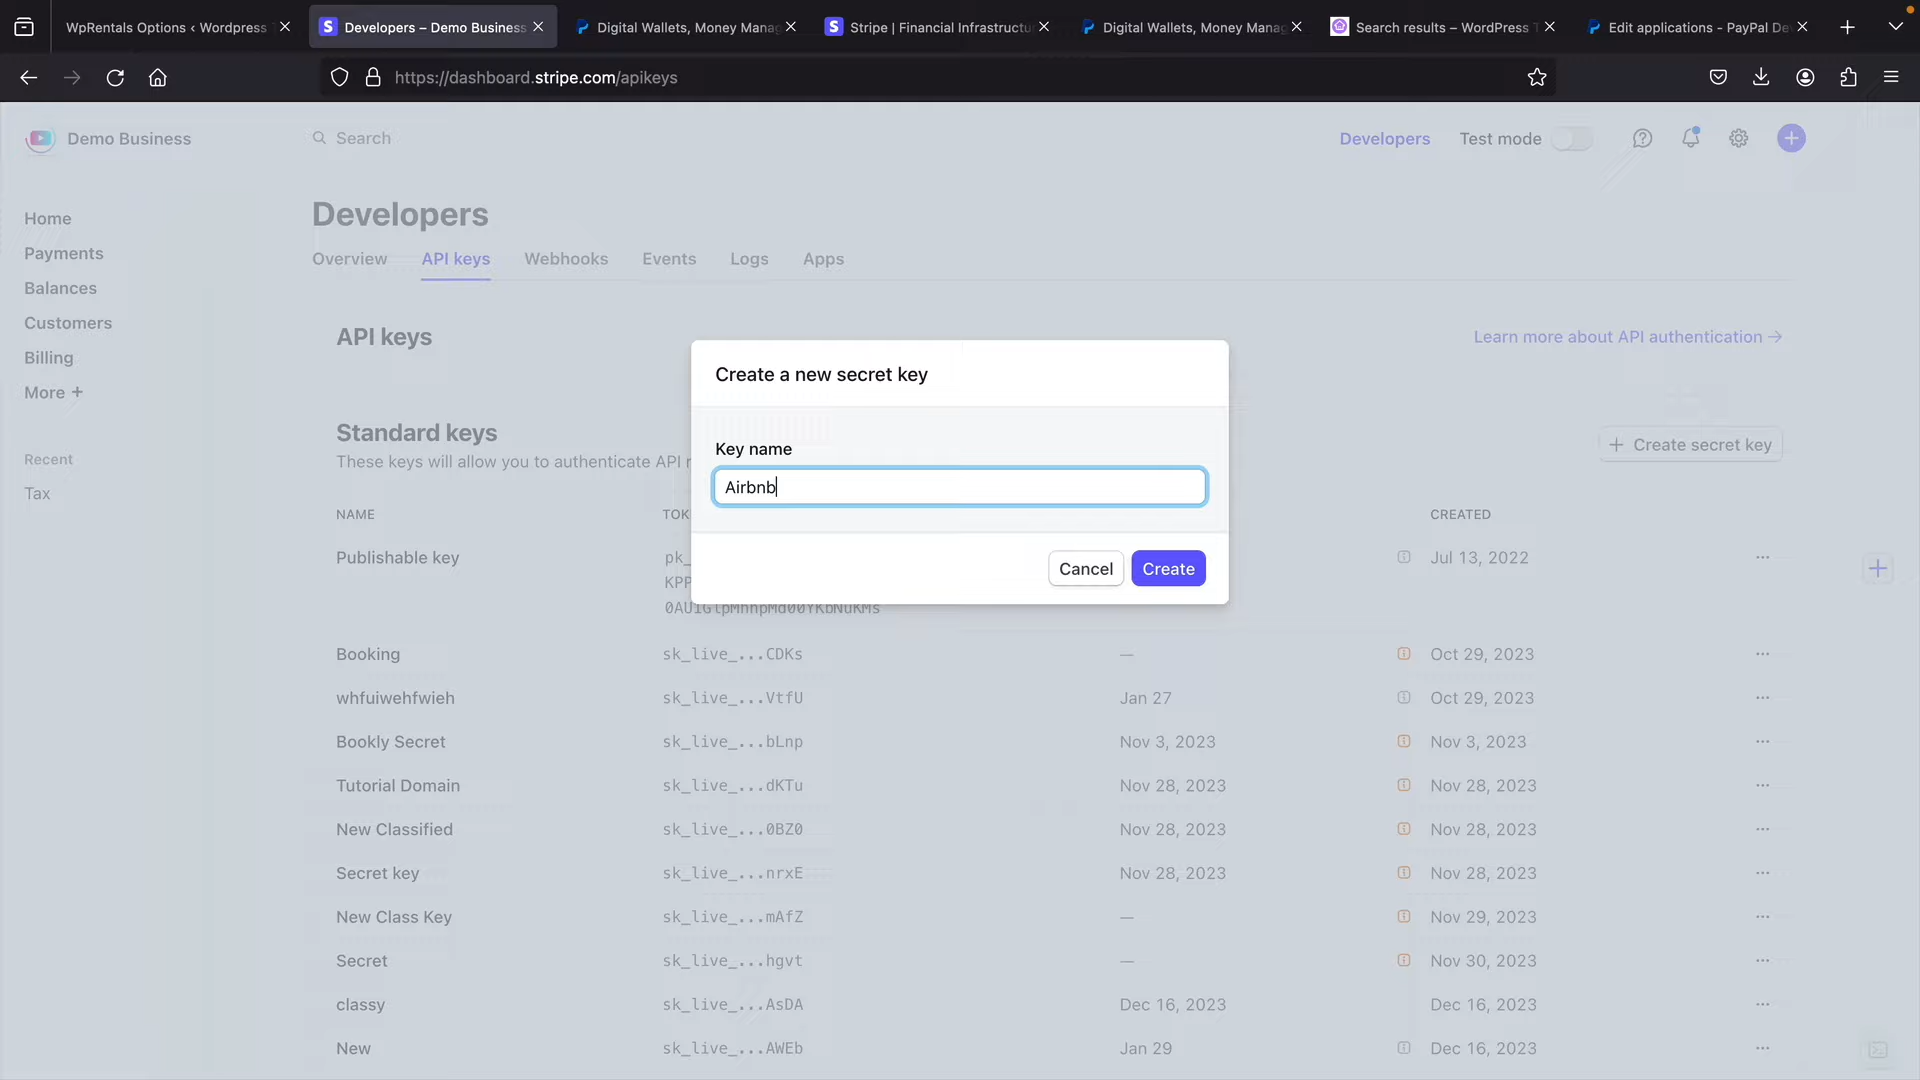 WpRentals Options ‹ Wordpress
Developers – Demo Business
Digital Wallets, Money Manag
Stripe | Financial Infrastructu
Digital Wallets, Money Manag
Search results – WordPress T
Edit applications - PayPal De
https://dashboard.stripe.com/apikeys
Demo Business
Search
Developers
Test mode
Home
Payments
Balances
Customers
Billing
More +
Recent
Tax
Developers
Overview
API keys
Webhooks
Events
Logs
Apps
API keys
Learn more about API authentication →
Standard keys
These keys will allow you to authenticate API r
+ Create secret key
Create a new secret key
Key name
Airbnb
Cancel
Create
NAME
TOK
CREATED
Publishable key
pk_
KPP
Jul 13, 2022
Booking
sk_live_...CDKs
—
Oct 29, 2023
whfuiwehfwieh
sk_live_...VtfU
Jan 27
Oct 29, 2023
Bookly Secret
sk_live_...bLnp
Nov 3, 2023
Nov 3, 2023
Tutorial Domain
sk_live_...dKTu
Nov 28, 2023
Nov 28, 2023
New Classified
sk_live_...0BZ0
Nov 28, 2023
Nov 28, 2023
Secret key
sk_live_...nrxE
Nov 28, 2023
Nov 28, 2023
New Class Key
sk_live_...mAfZ
—
Nov 29, 2023
Secret
sk_live_...hgvt
—
Nov 30, 2023
classy
sk_live_...AsDA
Dec 16, 2023
Dec 16, 2023
New
sk_live_...AWEb
Jan 29
Dec 16, 2023